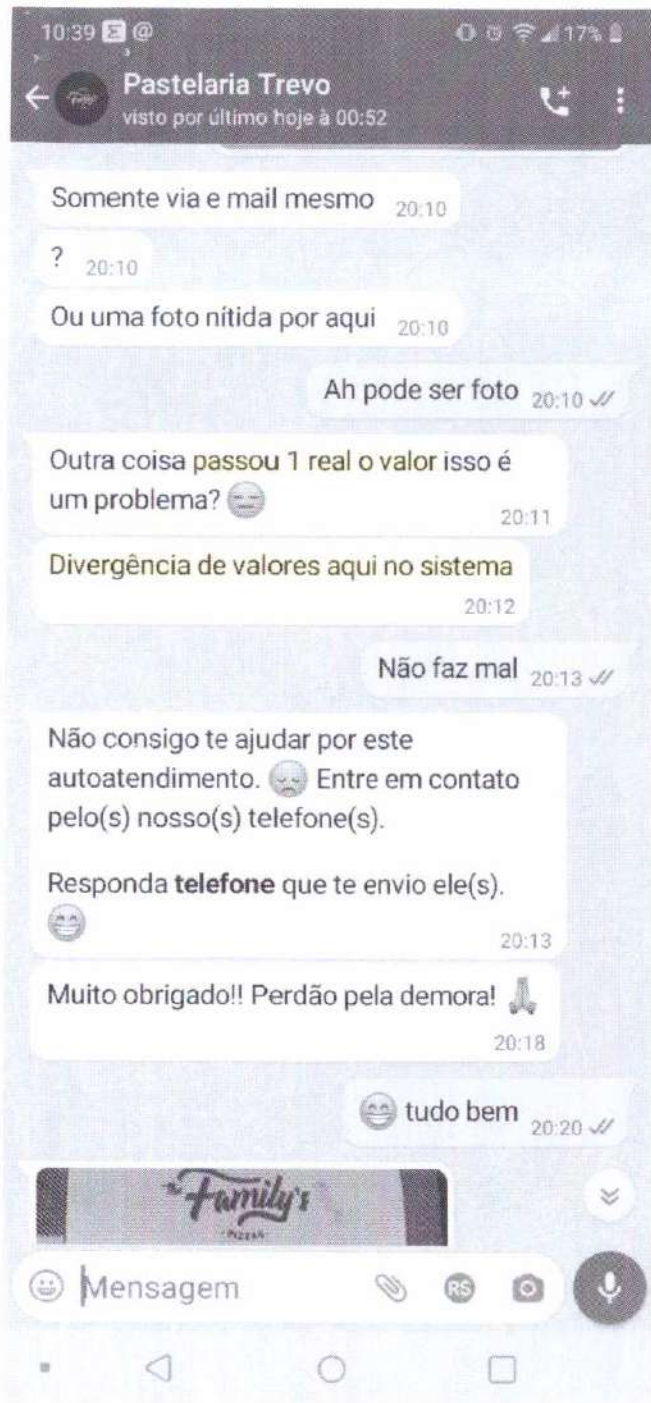 10:39 @ 17%
Pastelaria Trevo
visto por último hoje à 00:52
Somente via e mail mesmo 20:10
? 20:10
Ou uma foto nítida por aqui 20:10
Ah pode ser foto 20:10
Outra coisa passou 1 real o valor isso é
um problema?
20:11
Divergência de valores aqui no sistema
20:12
Não faz mal 20:13
Não consigo te ajudar por este
autoatendimento. Entre em contato
pelo(s) nosso(s) telefone(s).
Responda telefone que te envio ele(s).
20:13
Muito obrigado!! Perdão pela demora!
20:18
tudo bem 20:20
Family's
PIZZAS
Mensagem RS